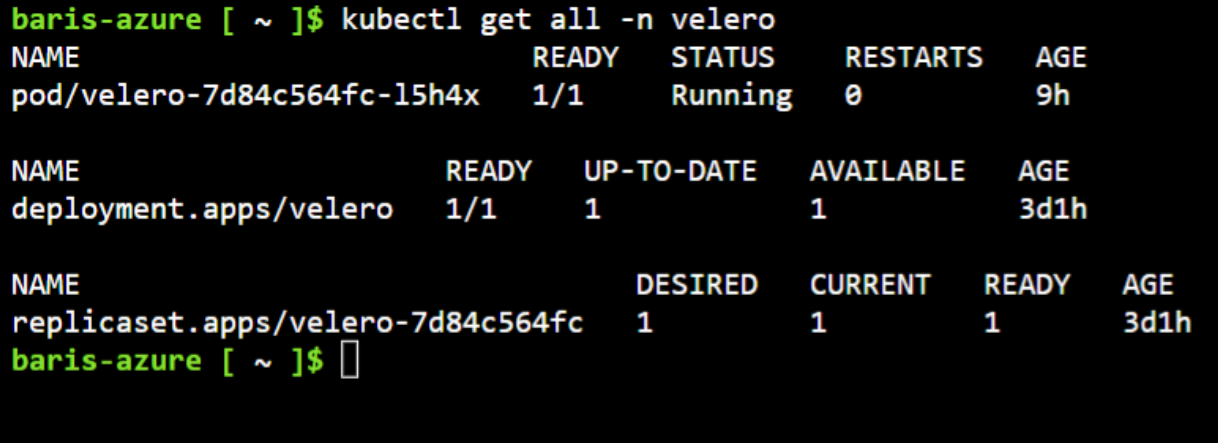 baris-azure [ ~ ]$ kubectl get all -n velero
NAME READY STATUS RESTARTS AGE
pod/velero-7d84c564fc-l5h4x 1/1 Running 0 9h
NAME READY UP-TO-DATE AVAILABLE AGE
deployment.apps/velero 1/1 1 1 3d1h
NAME DESIRED CURRENT READY AGE
replicaset.apps/velero-7d84c564fc 1 1 1 3d1h
baris-azure [ ~ ]$